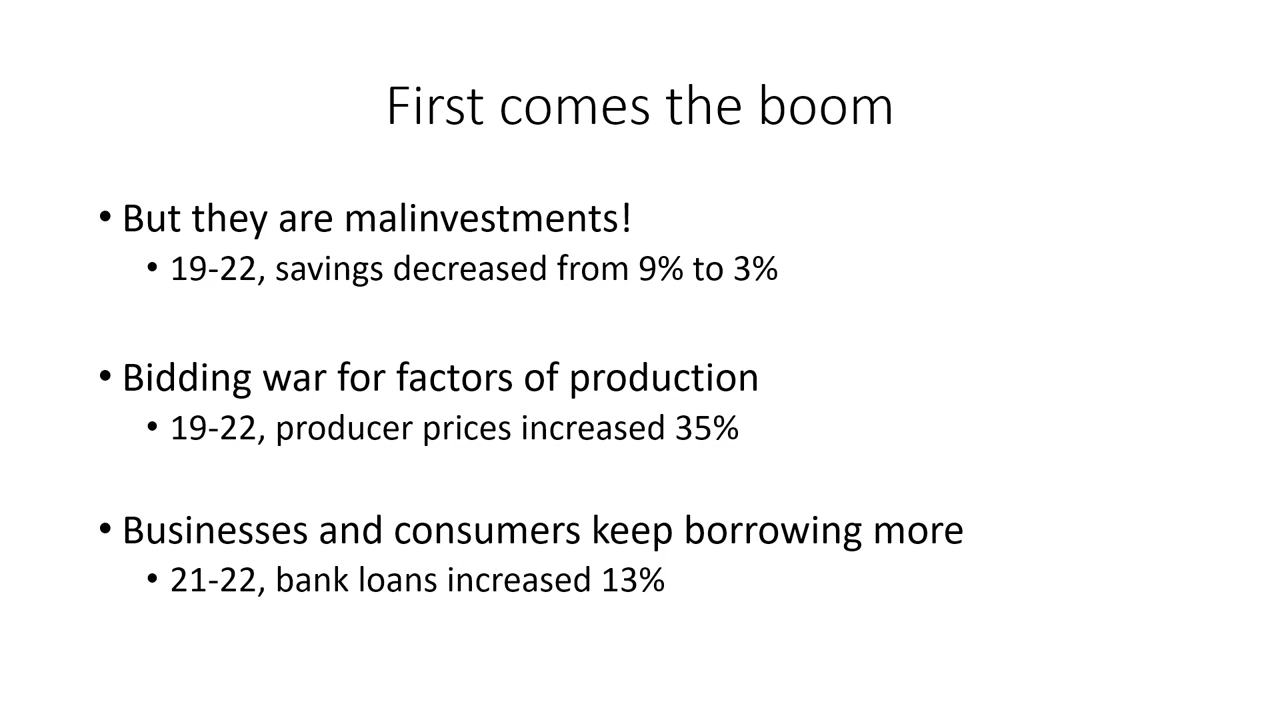 First comes the boom
• But they are malinvestments!
• 19-22, savings decreased from 9% to 3%
• Bidding war for factors of production
• 19-22, producer prices increased 35%
• Businesses and consumers keep borrowing more
• 21-22, bank loans increased 13%